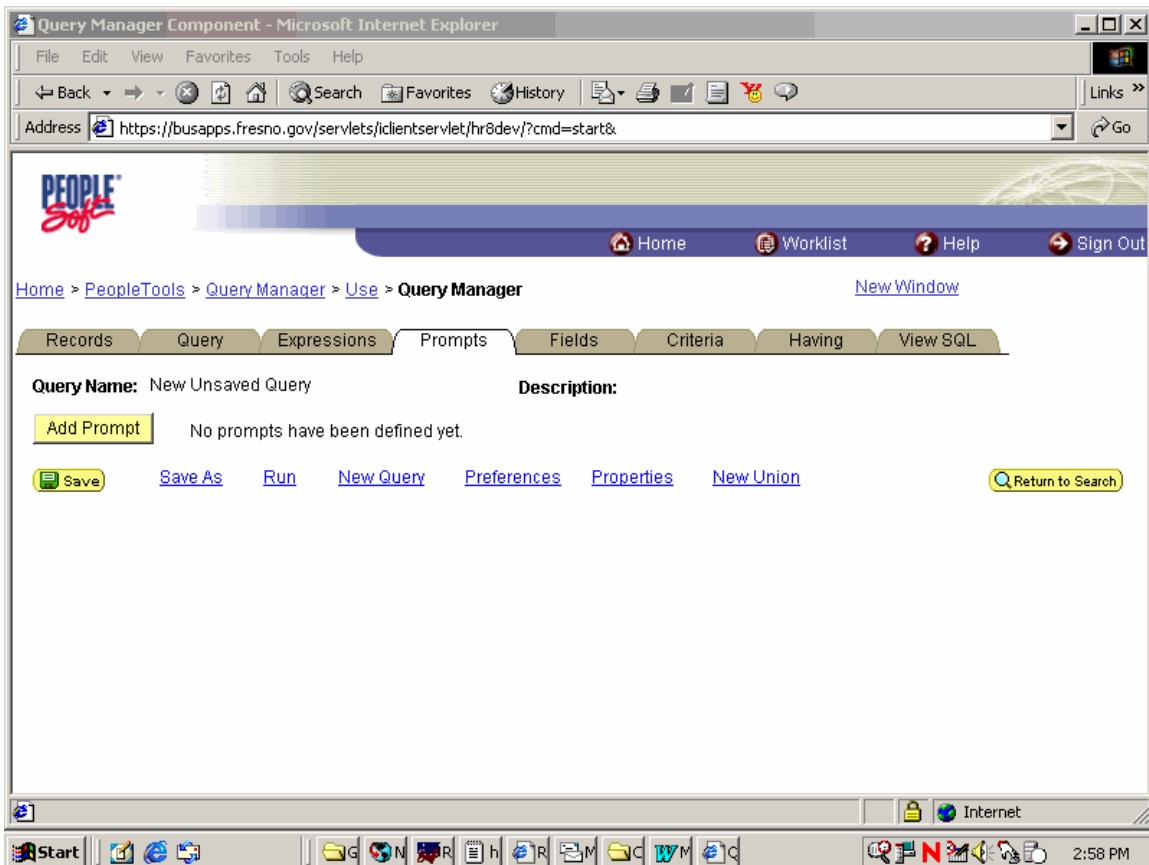 Query Manager Component - Microsoft Internet Explorer
File Edit View Favorites Tools Help
Back Search Favorites History Links »
Address https://busapps.fresno.gov/servlets/iclientservlet/hr8dev/?cmd=start& Go
PEOPLE
Soft
Home Worklist Help Sign Out
Home > PeopleTools > Query Manager > Use > Query Manager New Window
Records Query Expressions Prompts Fields Criteria Having View SQL
Query Name: New Unsaved Query Description:
Add Prompt No prompts have been defined yet.
Save Save As Run New Query Preferences Properties New Union Return to Search
Internet
Start G N R h R M C W M C 2:58 PM